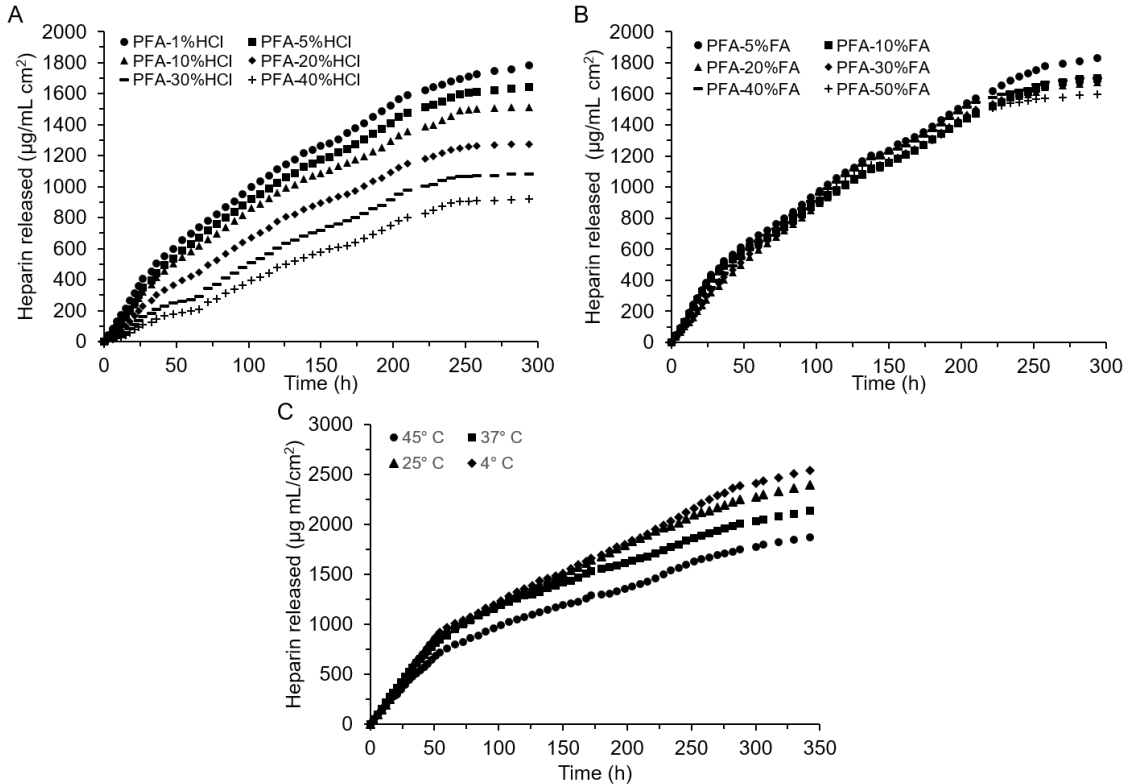 A
Heparin released (µg/mL cm²)
2000
1800
1600
1400
1200
1000
800
600
400
200
0
PFA-1%HCl PFA-5%HCl
PFA-10%HCl PFA-20%HCl
PFA-30%HCl PFA-40%HCl
0 50 100 150 200 250 300
Time (h)
B
Heparin released (µg/mL cm²)
2000
1800
1600
1400
1200
1000
800
600
400
200
0
PFA-5%FA PFA-10%FA
PFA-20%FA PFA-30%FA
PFA-40%FA PFA-50%FA
0 50 100 150 200 250 300
Time (h)
C
Heparin released (µg mL/cm²)
3000
2500
2000
1500
1000
500
0
45° C 37° C
25° C 4° C
0 50 100 150 200 250 300 350
Time (h)